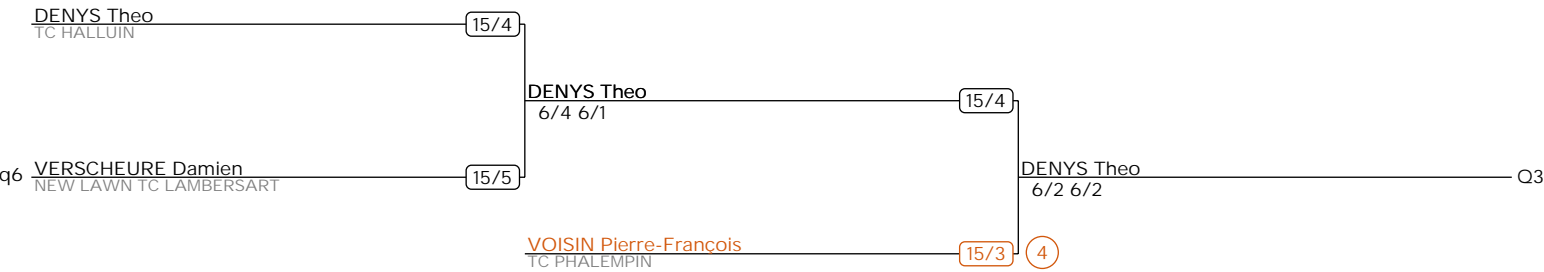 DENYS Theo
TC HALLUIN
15/4
DENYS Theo
6/4 6/1
15/4
q6
VERSCHEURE Damien
NEW LAWN TC LAMBERSART
15/5
DENYS Theo
6/2 6/2
Q3
VOISIN Pierre-François
TC PHALEMPIN
15/3
4